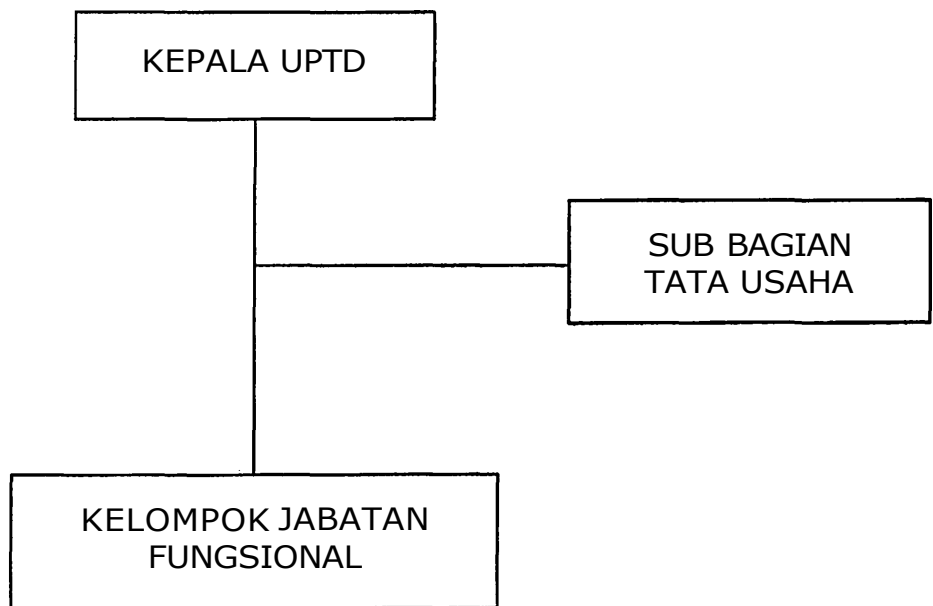 KEPALA UPTD
SUB BAGIAN
TATA USAHA
KELOMPOK JABATAN
FUNGSIONAL